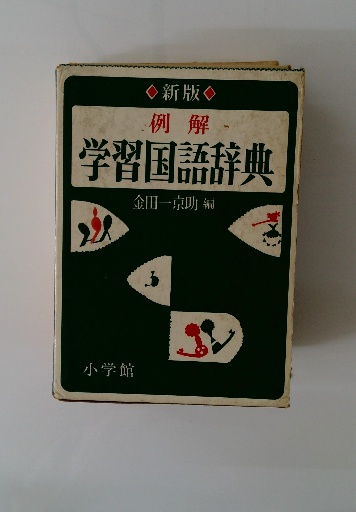 ◆新版◆
例解
学習国語辞典
金田一京助 編
小学館